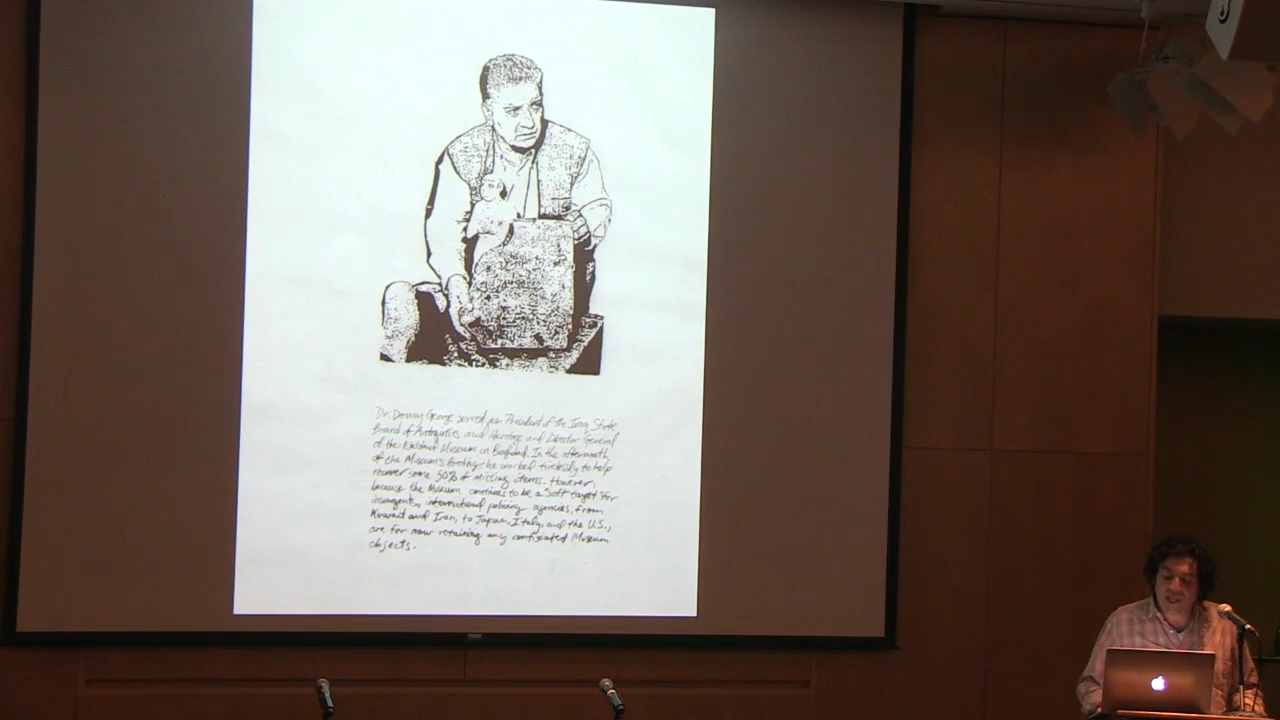 Dr. Donny George served as President of the Iraq State
Board of Antiquities and Heritage and Director General
of the National Museum in Baghdad. In the aftermath
of the Museum's looting, he worked tirelessly to help
recover some 50% of missing items. However,
because the Museum continues to be a "soft target" for
insurgents, international policing agencies, from
Kuwait and Iran, to Japan, Italy, and the U.S.,
are for now retaining any confiscated Museum
objects.